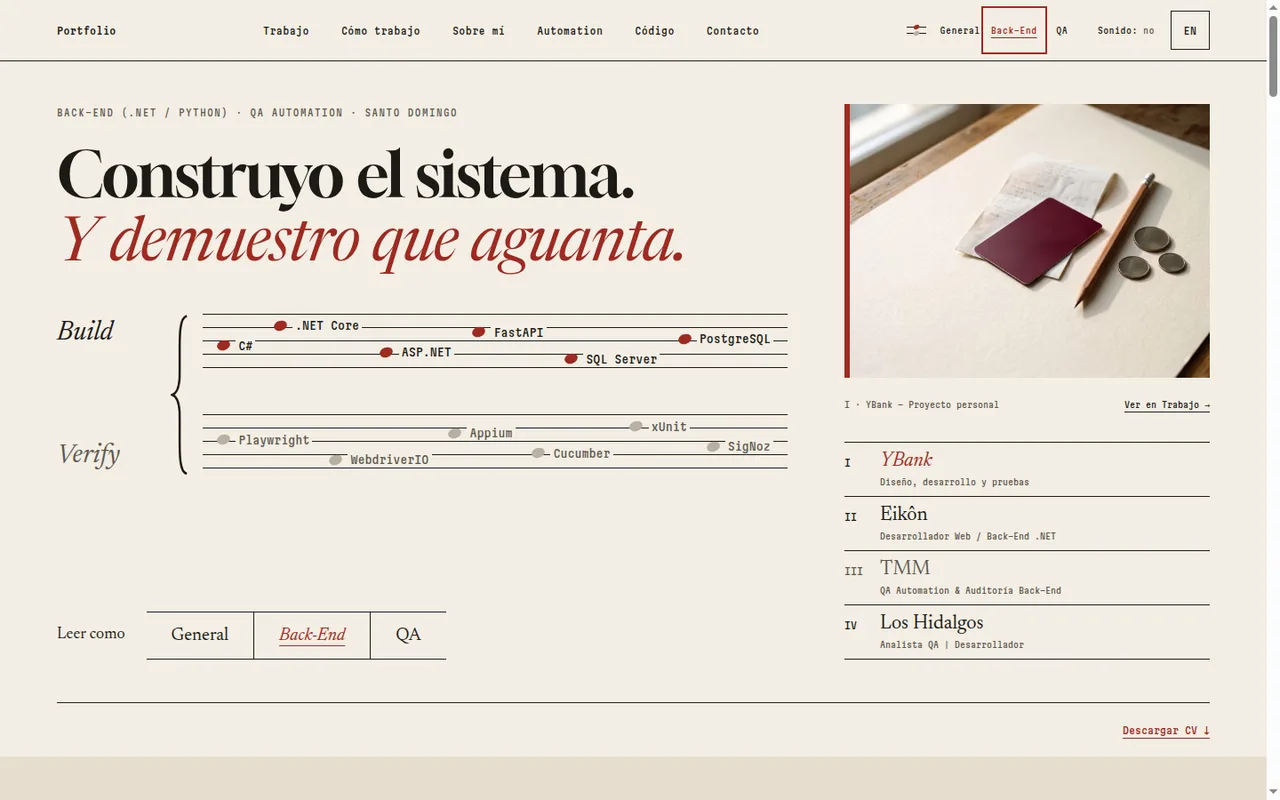 Portfolio
Trabajo
Cómo trabajo
Sobre mí
Automation
Código
Contacto
General
Back-End
QA
Sonido: no
EN
BACK-END (.NET / PYTHON) · QA AUTOMATION · SANTO DOMINGO
Construyo el sistema.
Y demuestro que aguanta.
Build
.NET Core
FastAPI
PostgreSQL
C#
ASP.NET
SQL Server
Verify
Playwright
Appium
xUnit
SigNoz
WebdriverIO
Cucumber
Leer como
General
Back-End
QA
I · YBank — Proyecto personal
Ver en Trabajo →
I
YBank
Diseño, desarrollo y pruebas
II
Eikôn
Desarrollador Web / Back-End .NET
III
TMM
QA Automation & Auditoría Back-End
IV
Los Hidalgos
Analista QA | Desarrollador
Descargar CV ↓